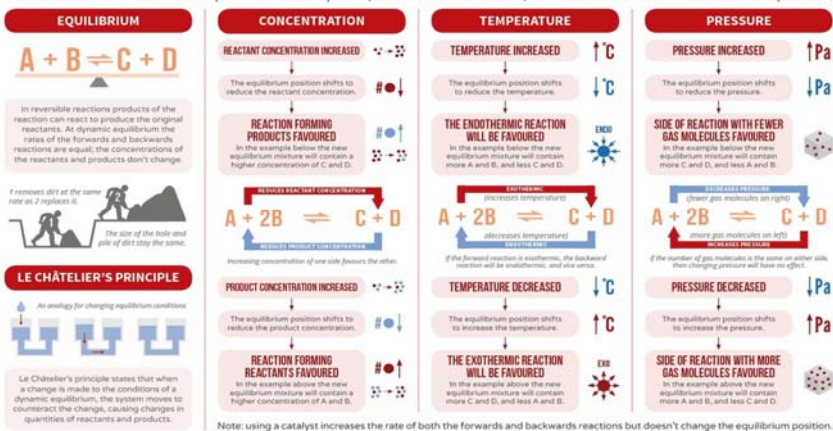 EQUILIBRIUM
A + B ⇌ C + D
In reversible reactions products of the
reaction can react to produce the original
reactants. At dynamic equilibrium the
rates of the forwards and backwards
reactions are equal; the concentrations of
the reactants and products don't change.
1 removes dirt at the same
rate as 2 replaces it.
The size of the hole and
pile of dirt stay the same.
LE CHÂTELIER'S PRINCIPLE
An analogy for changing equilibrium conditions
Le Châtelier's principle states that when
a change is made to the conditions of a
dynamic equilibrium, the system moves to
counteract the change, causing changes in
quantities of reactants and products.
CONCENTRATION
REACTANT CONCENTRATION INCREASED
The equilibrium position shifts to
reduce the reactant concentration.
#●↓
REACTION FORMING
PRODUCTS FAVOURED
In the example below the new
equilibrium mixture will contain a
higher concentration of C and D.
#●↑
REDUCES REACTANT CONCENTRATION
A + 2B ⇌ C + D
REDUCES PRODUCT CONCENTRATION
Increasing concentration of one side favours the other.
PRODUCT CONCENTRATION INCREASED
The equilibrium position shifts to
reduce the product concentration.
#●↓
REACTION FORMING
REACTANTS FAVOURED
In the example above the new
equilibrium mixture will contain a
higher concentration of A and B.
#●↑
TEMPERATURE
TEMPERATURE INCREASED
↑°C
The equilibrium position shifts
to reduce the temperature.
↓°C
THE ENDOTHERMIC REACTION
WILL BE FAVOURED
ENDO
In the example below the new
equilibrium mixture will contain
more A and B, and less C and D.
EXOTHERMIC
(increases temperature)
A + 2B ⇌ C + D
(decreases temperature)
ENDOTHERMIC
If the forward reaction is exothermic, the backward
reaction will be endothermic, and vice versa.
TEMPERATURE DECREASED
↓°C
The equilibrium position shifts
to increase the temperature.
↑°C
THE EXOTHERMIC REACTION
WILL BE FAVOURED
EXO
In the example above the new
equilibrium mixture will contain
more C and D, and less A and B.
PRESSURE
PRESSURE INCREASED
↑Pa
The equilibrium position shifts
to reduce the pressure.
↓Pa
SIDE OF REACTION WITH FEWER
GAS MOLECULES FAVOURED
In the example below the new
equilibrium mixture will contain
more C and D, and less A and B.
DECREASES PRESSURE
(fewer gas molecules on right)
A + 2B ⇌ C + D
(more gas molecules on left)
INCREASES PRESSURE
If the number of gas molecules is the same on either side,
then changing pressure will have no effect.
PRESSURE DECREASED
↓Pa
The equilibrium position shifts
to increase the pressure.
↑Pa
SIDE OF REACTION WITH MORE
GAS MOLECULES FAVOURED
In the example above the new
equilibrium mixture will contain
more A and B, and less C and D.
Note: using a catalyst increases the rate of both the forwards and backwards reactions but doesn't change the equilibrium position.